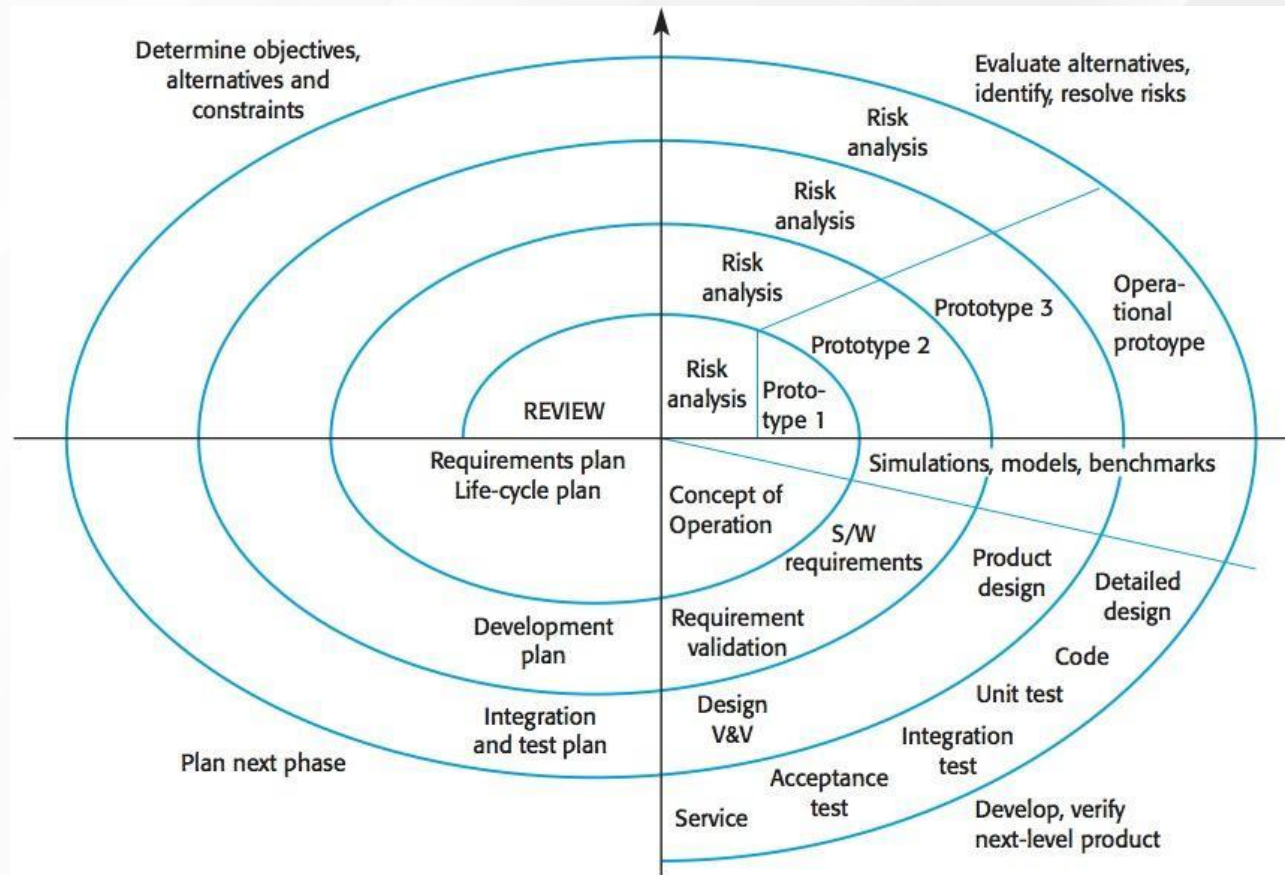 Determine objectives,
alternatives and
constraints
Evaluate alternatives,
identify, resolve risks
Risk
analysis
Risk
analysis
Risk
analysis
Risk
analysis
Proto-
type 1
Prototype 2
Prototype 3
Opera-
tional
protoype
REVIEW
Requirements plan
Life-cycle plan
Simulations, models, benchmarks
Concept of
Operation
S/W
requirements
Product
design
Detailed
design
Development
plan
Requirement
validation
Code
Unit test
Integration
and test plan
Design
V&V
Integration
test
Plan next phase
Acceptance
test
Service
Develop, verify
next-level product